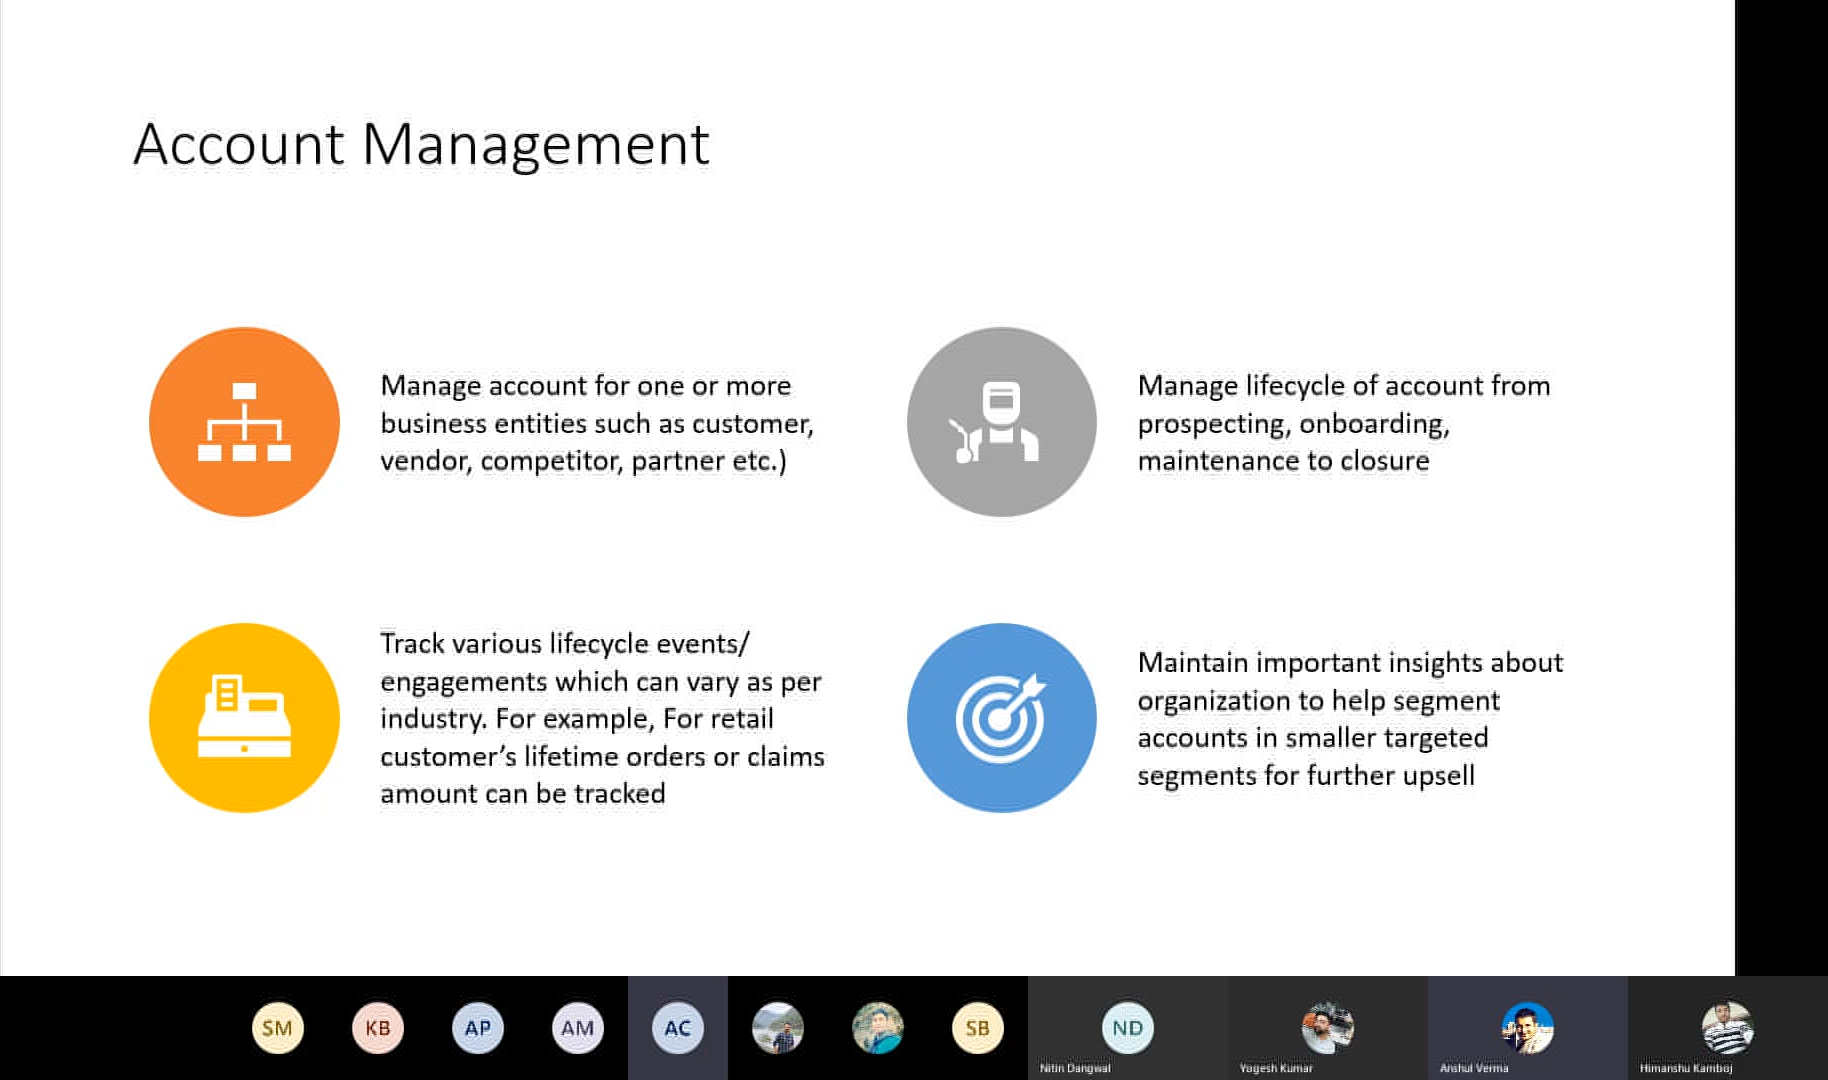 Account Management
Manage account for one or more
business entities such as customer,
vendor, competitor, partner etc.)
Manage lifecycle of account from
prospecting, onboarding,
maintenance to closure
Track various lifecycle events/
engagements which can vary as per
industry. For example, For retail
customer’s lifetime orders or claims
amount can be tracked
Maintain important insights about
organization to help segment
accounts in smaller targeted
segments for further upsell
SM
KB
AP
AM
AC
SB
ND
Nitin Dangwal
Yogesh Kumar
Anshul Verma
Himanshu Kamboj